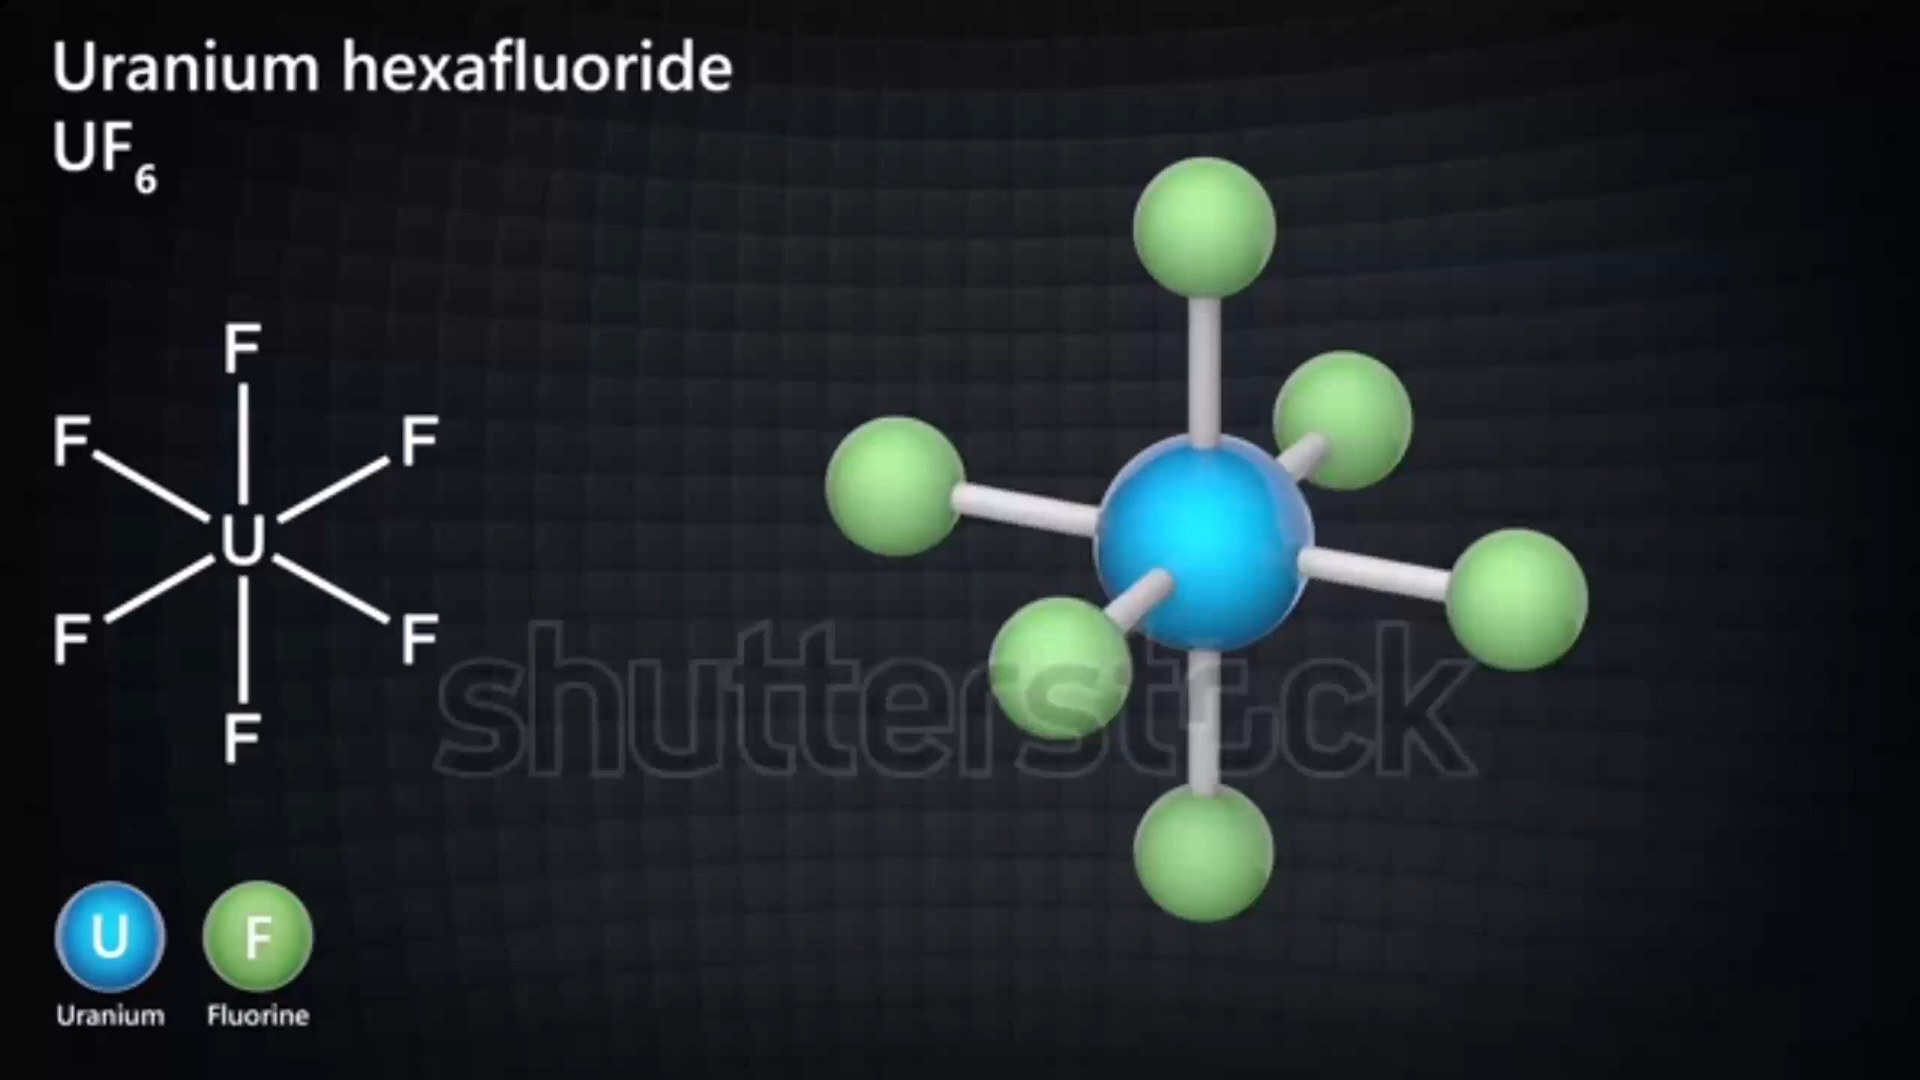 Uranium hexafluoride
UF₆
F
F F
U
F F
F
shutterstock
U F
Uranium Fluorine